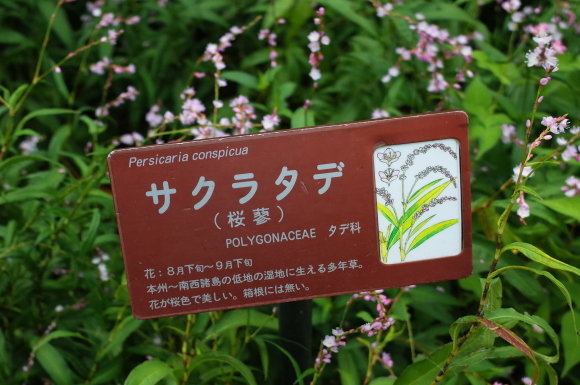 Persicaria conspicua
サクラタデ
(桜蓼)
POLYGONACEAE タデ科
花：8月下旬〜9月下旬
本州〜南西諸島の低地の湿地に生える多年草。
花が桜色で美しい。箱根には無い。